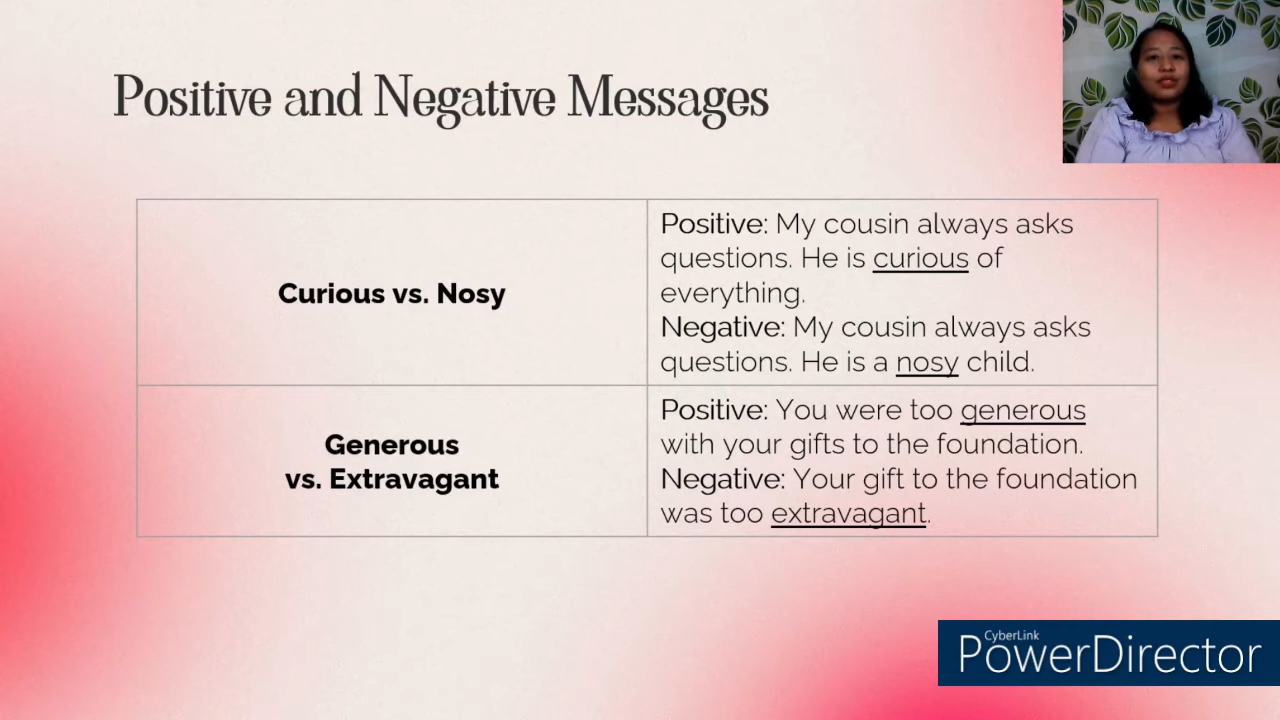 Positive and Negative Messages
Curious vs. Nosy
Positive: My cousin always asks
questions. He is curious of
everything.
Negative: My cousin always asks
questions. He is a nosy child.
Generous
vs. Extravagant
Positive: You were too generous
with your gifts to the foundation.
Negative: Your gift to the foundation
was too extravagant.
CyberLink
PowerDirector